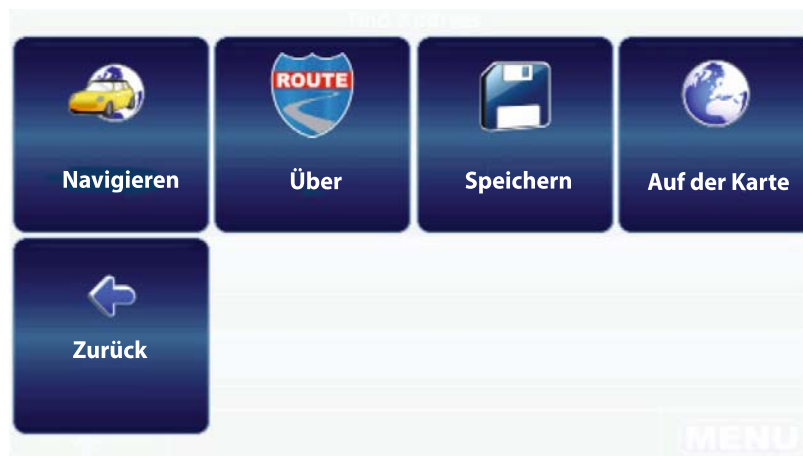 ROUTE
Navigieren
Über
Speichern
Auf der Karte
Zurück
MENU